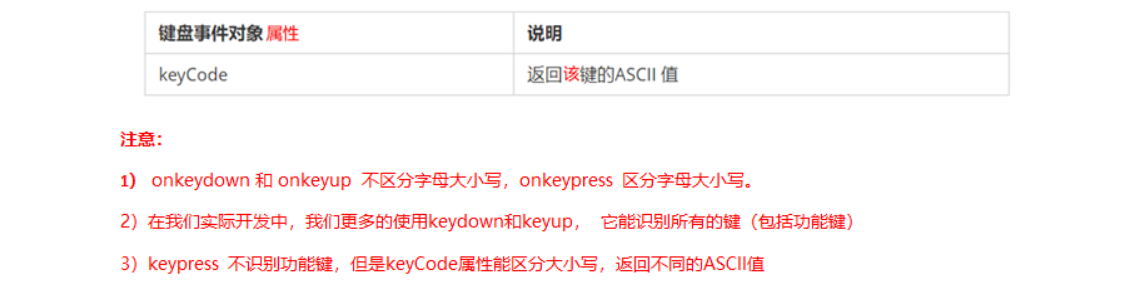 键盘事件对象属性 说明
keyCode 返回该键的ASCII 值
注意：
1） onkeydown 和 onkeyup 不区分字母大小写，onkeypress 区分字母大小写。
2）在我们实际开发中，我们更多的使用keydown和keyup， 它能识别所有的键（包括功能键）
3）keypress 不识别功能键，但是keyCode属性能区分大小写，返回不同的ASCII值